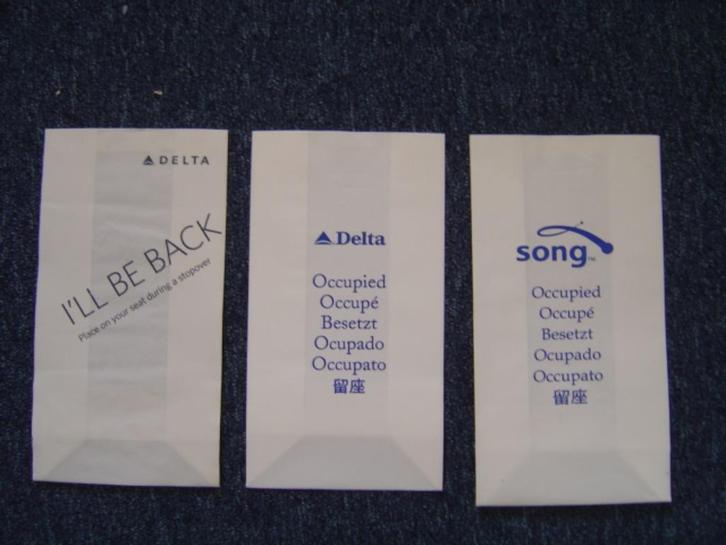 DELTA
I'LL BE BACK
Place on your seat during a stopover
Delta
Occupied
Occupé
Besetzt
Ocupado
Occupato
留座
song™
Occupied
Occupé
Besetzt
Ocupado
Occupato
留座